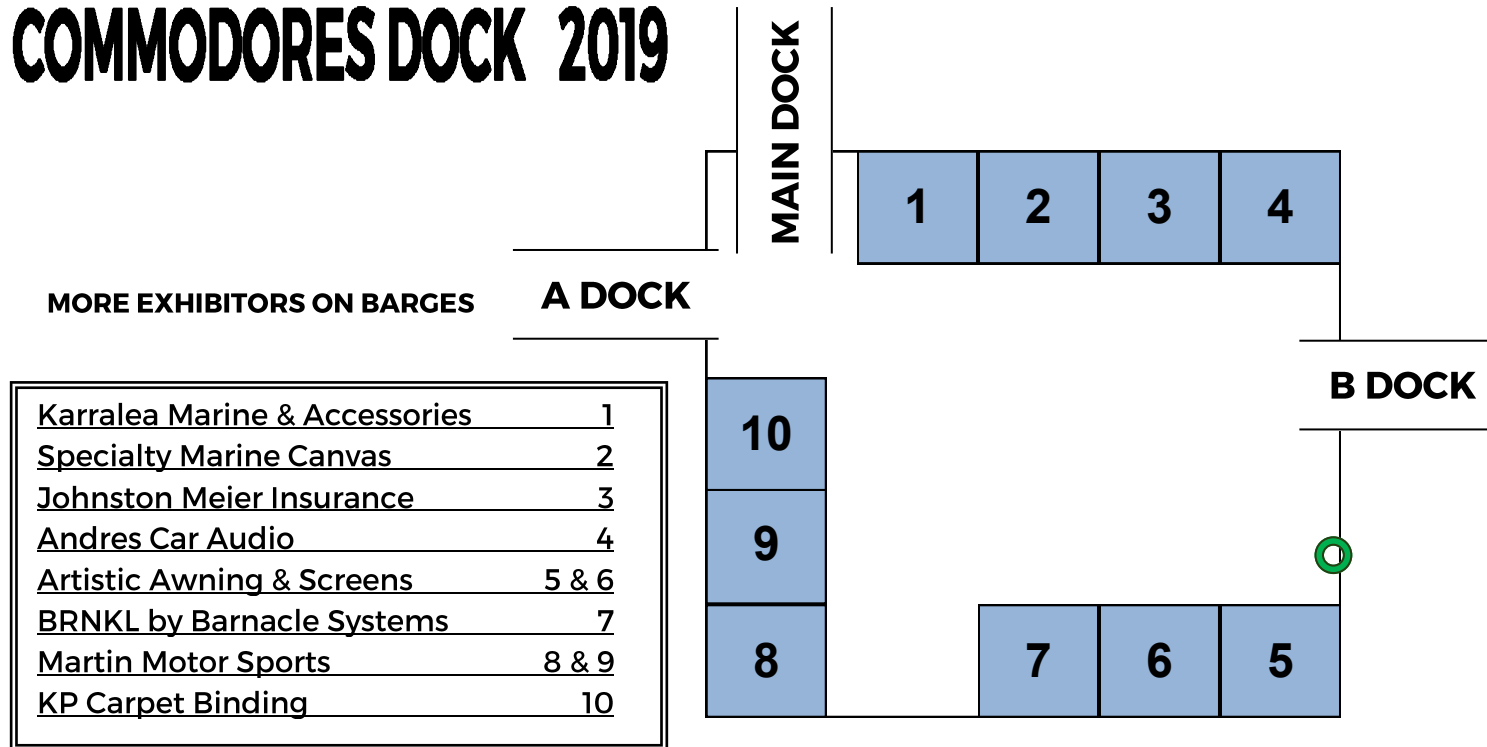 COMMODORES DOCK 2019
MAIN DOCK
1 2 3 4
A DOCK
MORE EXHIBITORS ON BARGES
B DOCK
Karralea Marine & Accessories 1
Specialty Marine Canvas 2
Johnston Meier Insurance 3
Andres Car Audio 4
Artistic Awning & Screens 5 & 6
BRNKL by Barnacle Systems 7
Martin Motor Sports 8 & 9
KP Carpet Binding 10
10
9
8
7 6 5